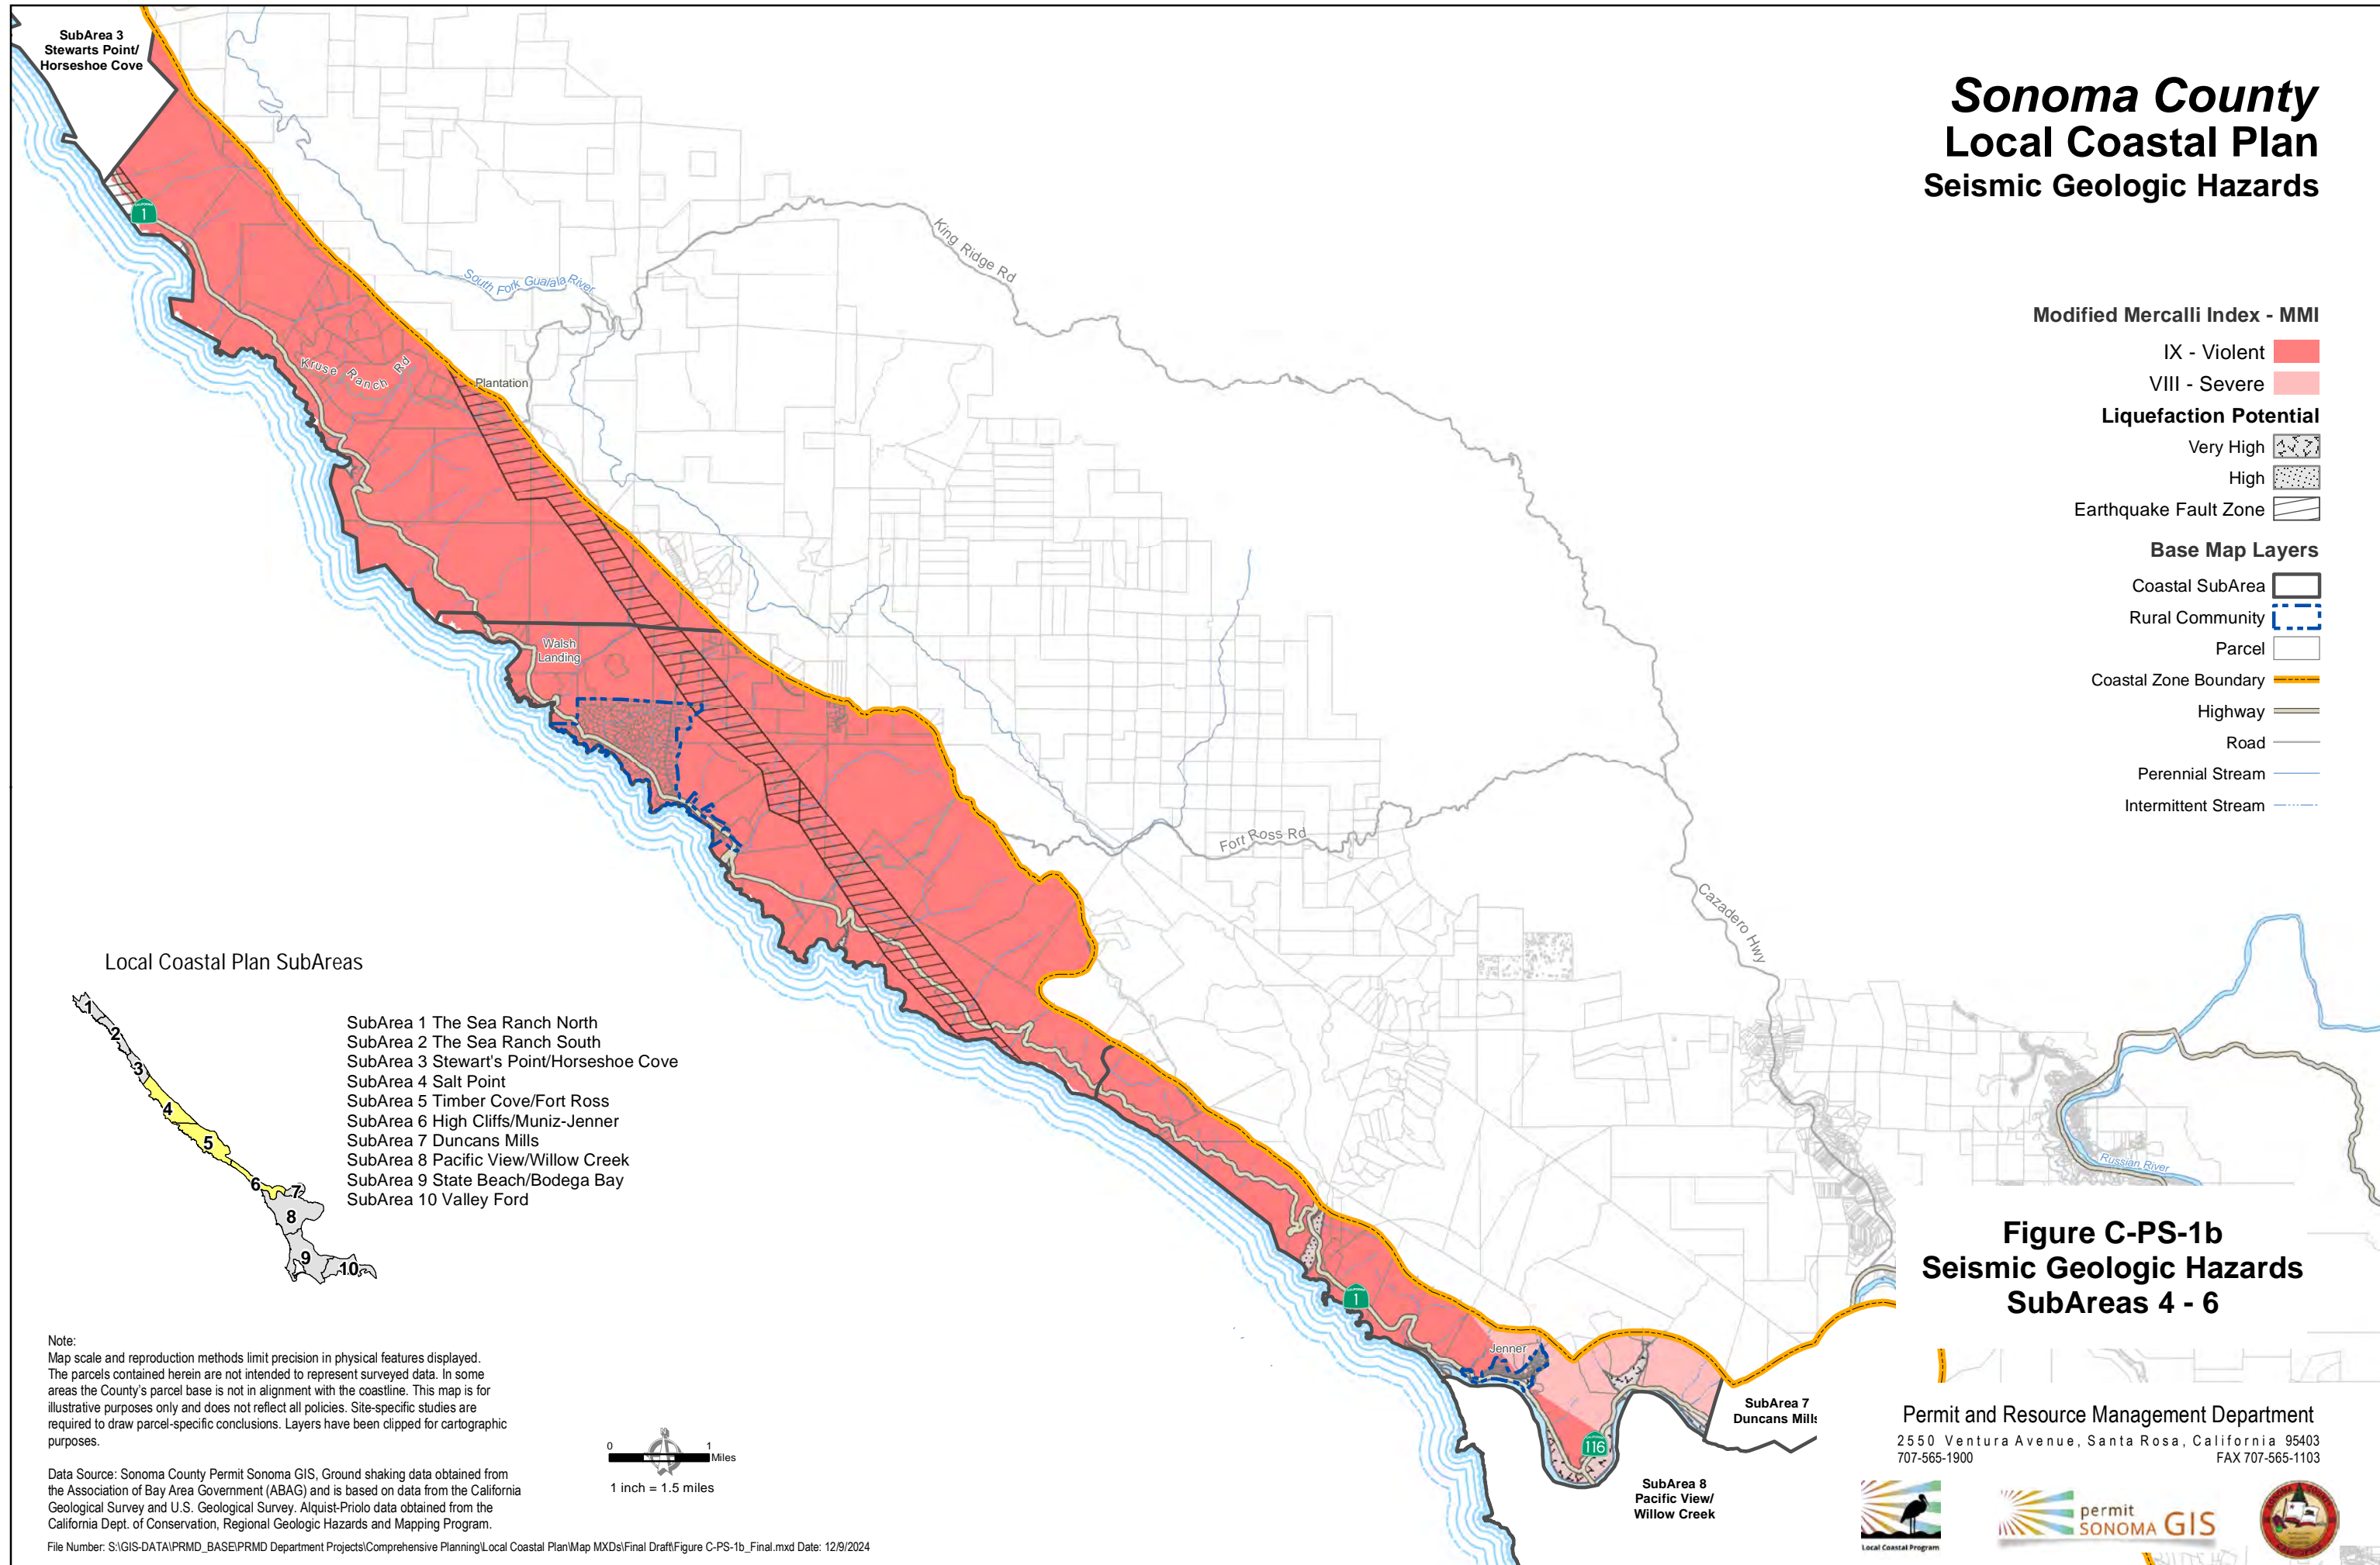 SubArea 3
Stewarts Point/
Horseshoe Cove
Sonoma County
Local Coastal Plan
Seismic Geologic Hazards
1
King Ridge Rd
South Fork Gualala River
Kruse Ranch Rd
Plantation
Modified Mercalli Index - MMI
IX - Violent
VIII - Severe
Liquefaction Potential
Very High
High
Earthquake Fault Zone
Base Map Layers
Coastal SubArea
Rural Community
Parcel
Coastal Zone Boundary
Highway
Road
Perennial Stream
Intermittent Stream
Walsh
Landing
Fort Ross Rd
Cazadero Hwy
Russian River
Local Coastal Plan SubAreas
1
2
3
4
5
6
7
8
9
10
SubArea 1 The Sea Ranch North
SubArea 2 The Sea Ranch South
SubArea 3 Stewart's Point/Horseshoe Cove
SubArea 4 Salt Point
SubArea 5 Timber Cove/Fort Ross
SubArea 6 High Cliffs/Muniz-Jenner
SubArea 7 Duncans Mills
SubArea 8 Pacific View/Willow Creek
SubArea 9 State Beach/Bodega Bay
SubArea 10 Valley Ford
Figure C-PS-1b
Seismic Geologic Hazards
SubAreas 4 - 6
1
Jenner
116
SubArea 7
Duncans Mills
SubArea 8
Pacific View/
Willow Creek
Note:
Map scale and reproduction methods limit precision in physical features displayed.
The parcels contained herein are not intended to represent surveyed data. In some
areas the County's parcel base is not in alignment with the coastline. This map is for
illustrative purposes only and does not reflect all policies. Site-specific studies are
required to draw parcel-specific conclusions. Layers have been clipped for cartographic
purposes.
Data Source: Sonoma County Permit Sonoma GIS, Ground shaking data obtained from
the Association of Bay Area Government (ABAG) and is based on data from the California
Geological Survey and U.S. Geological Survey. Alquist-Priolo data obtained from the
California Dept. of Conservation, Regional Geologic Hazards and Mapping Program.
0 1
Miles
1 inch = 1.5 miles
Permit and Resource Management Department
2550 Ventura Avenue, Santa Rosa, California 95403
707-565-1900 FAX 707-565-1103
Local Coastal Program
permit
SONOMA GIS
File Number: S:\GIS-DATA\PRMD_BASE\PRMD Department Projects\Comprehensive Planning\Local Coastal Plan\Map MXDs\Final Draft\Figure C-PS-1b_Final.mxd Date: 12/9/2024